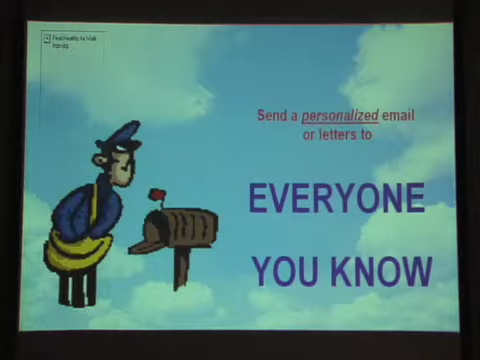 Send a personalized email
or letters to
EVERYONE
YOU KNOW